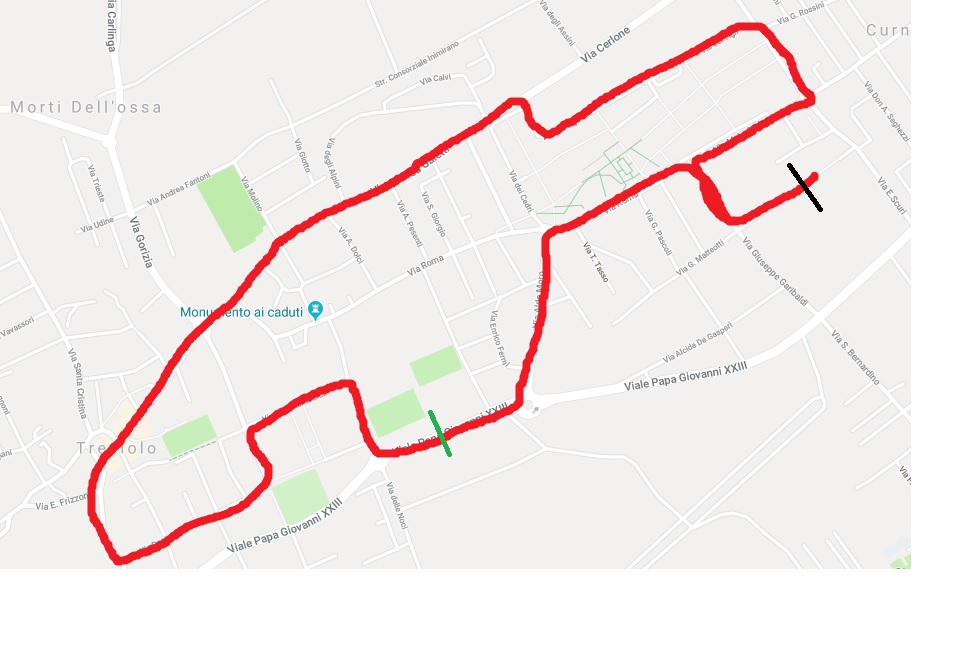 Via Carlinga
Via degli Assini
Via G. Rossini
Via Cerlone
Curn
Str. Consorziale Inimirano
Via Calvi
Morti Dell'ossa
Via Don A. Seghezzi
Via Trieste
Via Giotto
Via degli Alpini
Via Andrea Fantoni
Via Molino
Via dei Cedri
Via E. Scuri
Via Udine
Via Gorizia
Via A. Dolci
Via A. Pesenti
Via S. Giorgio
Via Roma
Via T. Tasso
Via G. Pascoli
Via G. Matteotti
Via Giuseppe Garibaldi
Monumento ai caduti
Via Aldo Moro
Vavassori
Via Enrico Fermi
Via Santa Cristina
Via Alcide De Gasperi
Via S. Bernardino
Viale Papa Giovanni XXIII
Viale Papa Giovanni XXIII
Via E. Frizzon
Via delle Noci
Viale Papa Giovanni XXIII